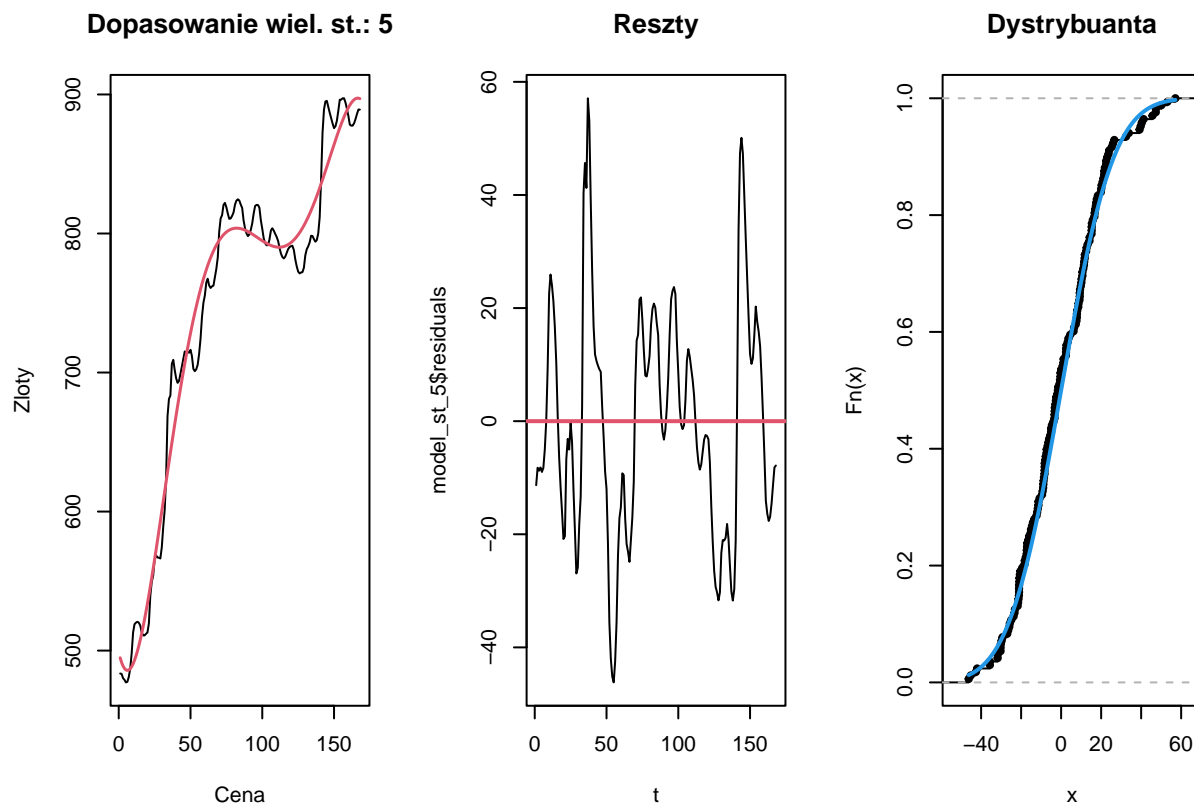 Dopasowanie wiel. st.: 5
Zloty
900
800
700
600
500
0 50 100 150
Cena
Reszty
model_st_5$residuals
60
40
20
0
−20
−40
0 50 100 150
t
Dystrybuanta
Fn(x)
1.0
0.8
0.6
0.4
0.2
0.0
−40 0 20 60
x